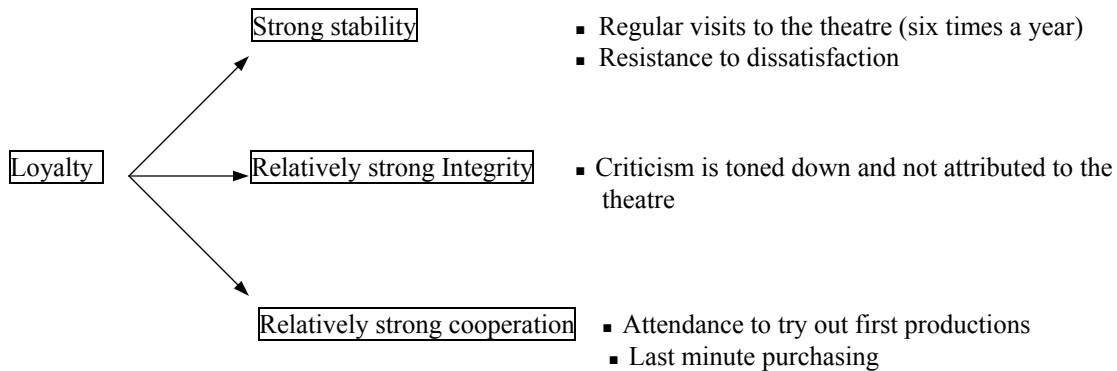 Strong stability
▪ Regular visits to the theatre (six times a year)
▪ Resistance to dissatisfaction
Loyalty
Relatively strong Integrity
▪ Criticism is toned down and not attributed to the
theatre
Relatively strong cooperation
▪ Attendance to try out first productions
▪ Last minute purchasing